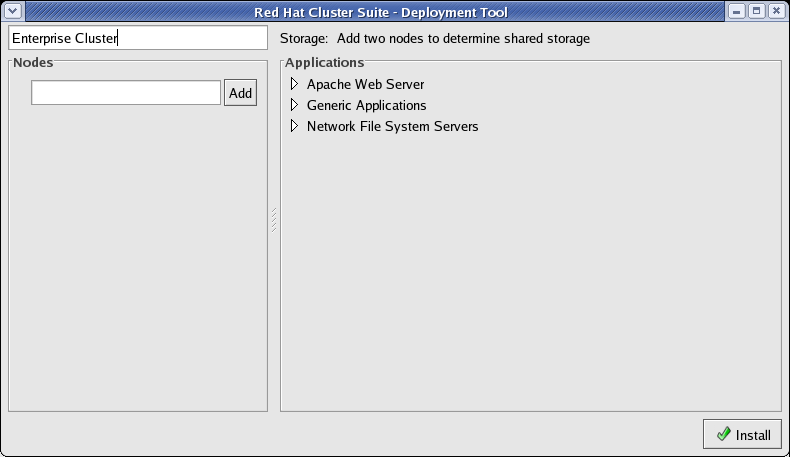 Red Hat Cluster Suite - Deployment Tool
Enterprise Cluster
Storage: Add two nodes to determine shared storage
Nodes
Add
Applications
Apache Web Server
Generic Applications
Network File System Servers
Install